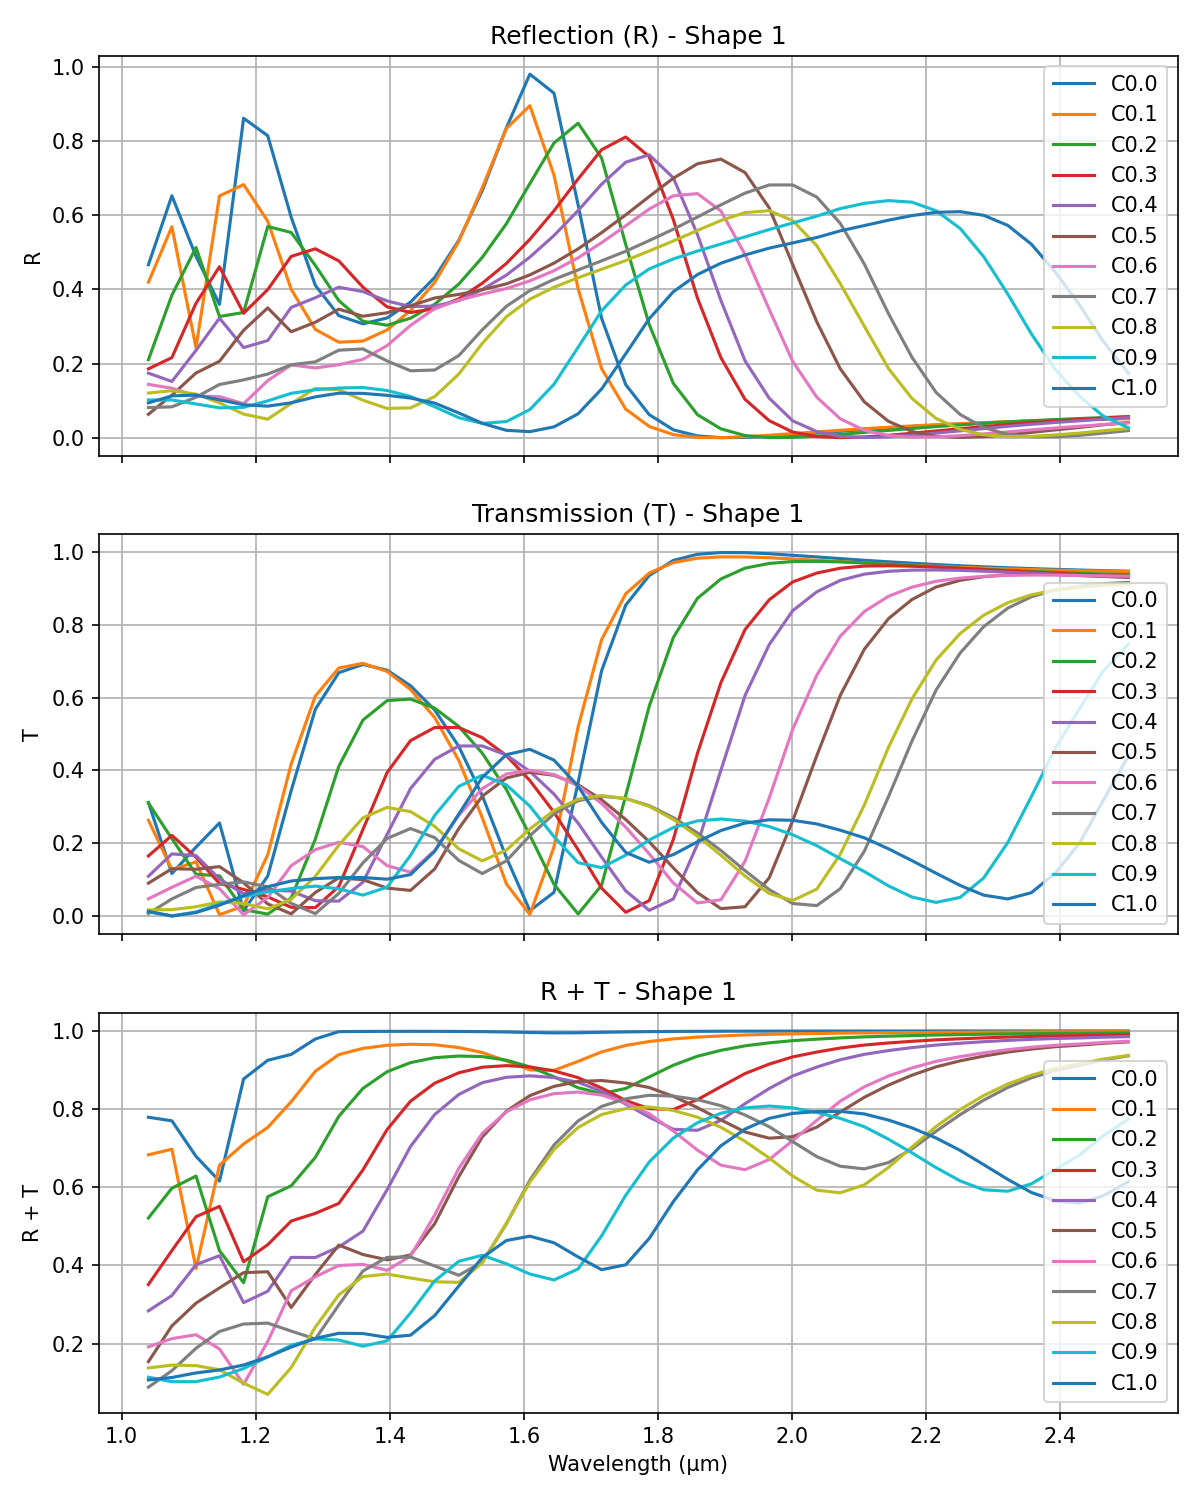 Reflection (R) - Shape 1
1.0
0.8
0.6
0.4
0.2
0.0
R
C0.0
C0.1
C0.2
C0.3
C0.4
C0.5
C0.6
C0.7
C0.8
C0.9
C1.0
Transmission (T) - Shape 1
1.0
0.8
0.6
0.4
0.2
0.0
T
C0.0
C0.1
C0.2
C0.3
C0.4
C0.5
C0.6
C0.7
C0.8
C0.9
C1.0
R + T - Shape 1
1.0
0.8
0.6
0.4
0.2
R + T
C0.0
C0.1
C0.2
C0.3
C0.4
C0.5
C0.6
C0.7
C0.8
C0.9
C1.0
1.0 1.2 1.4 1.6 1.8 2.0 2.2 2.4
Wavelength (μm)